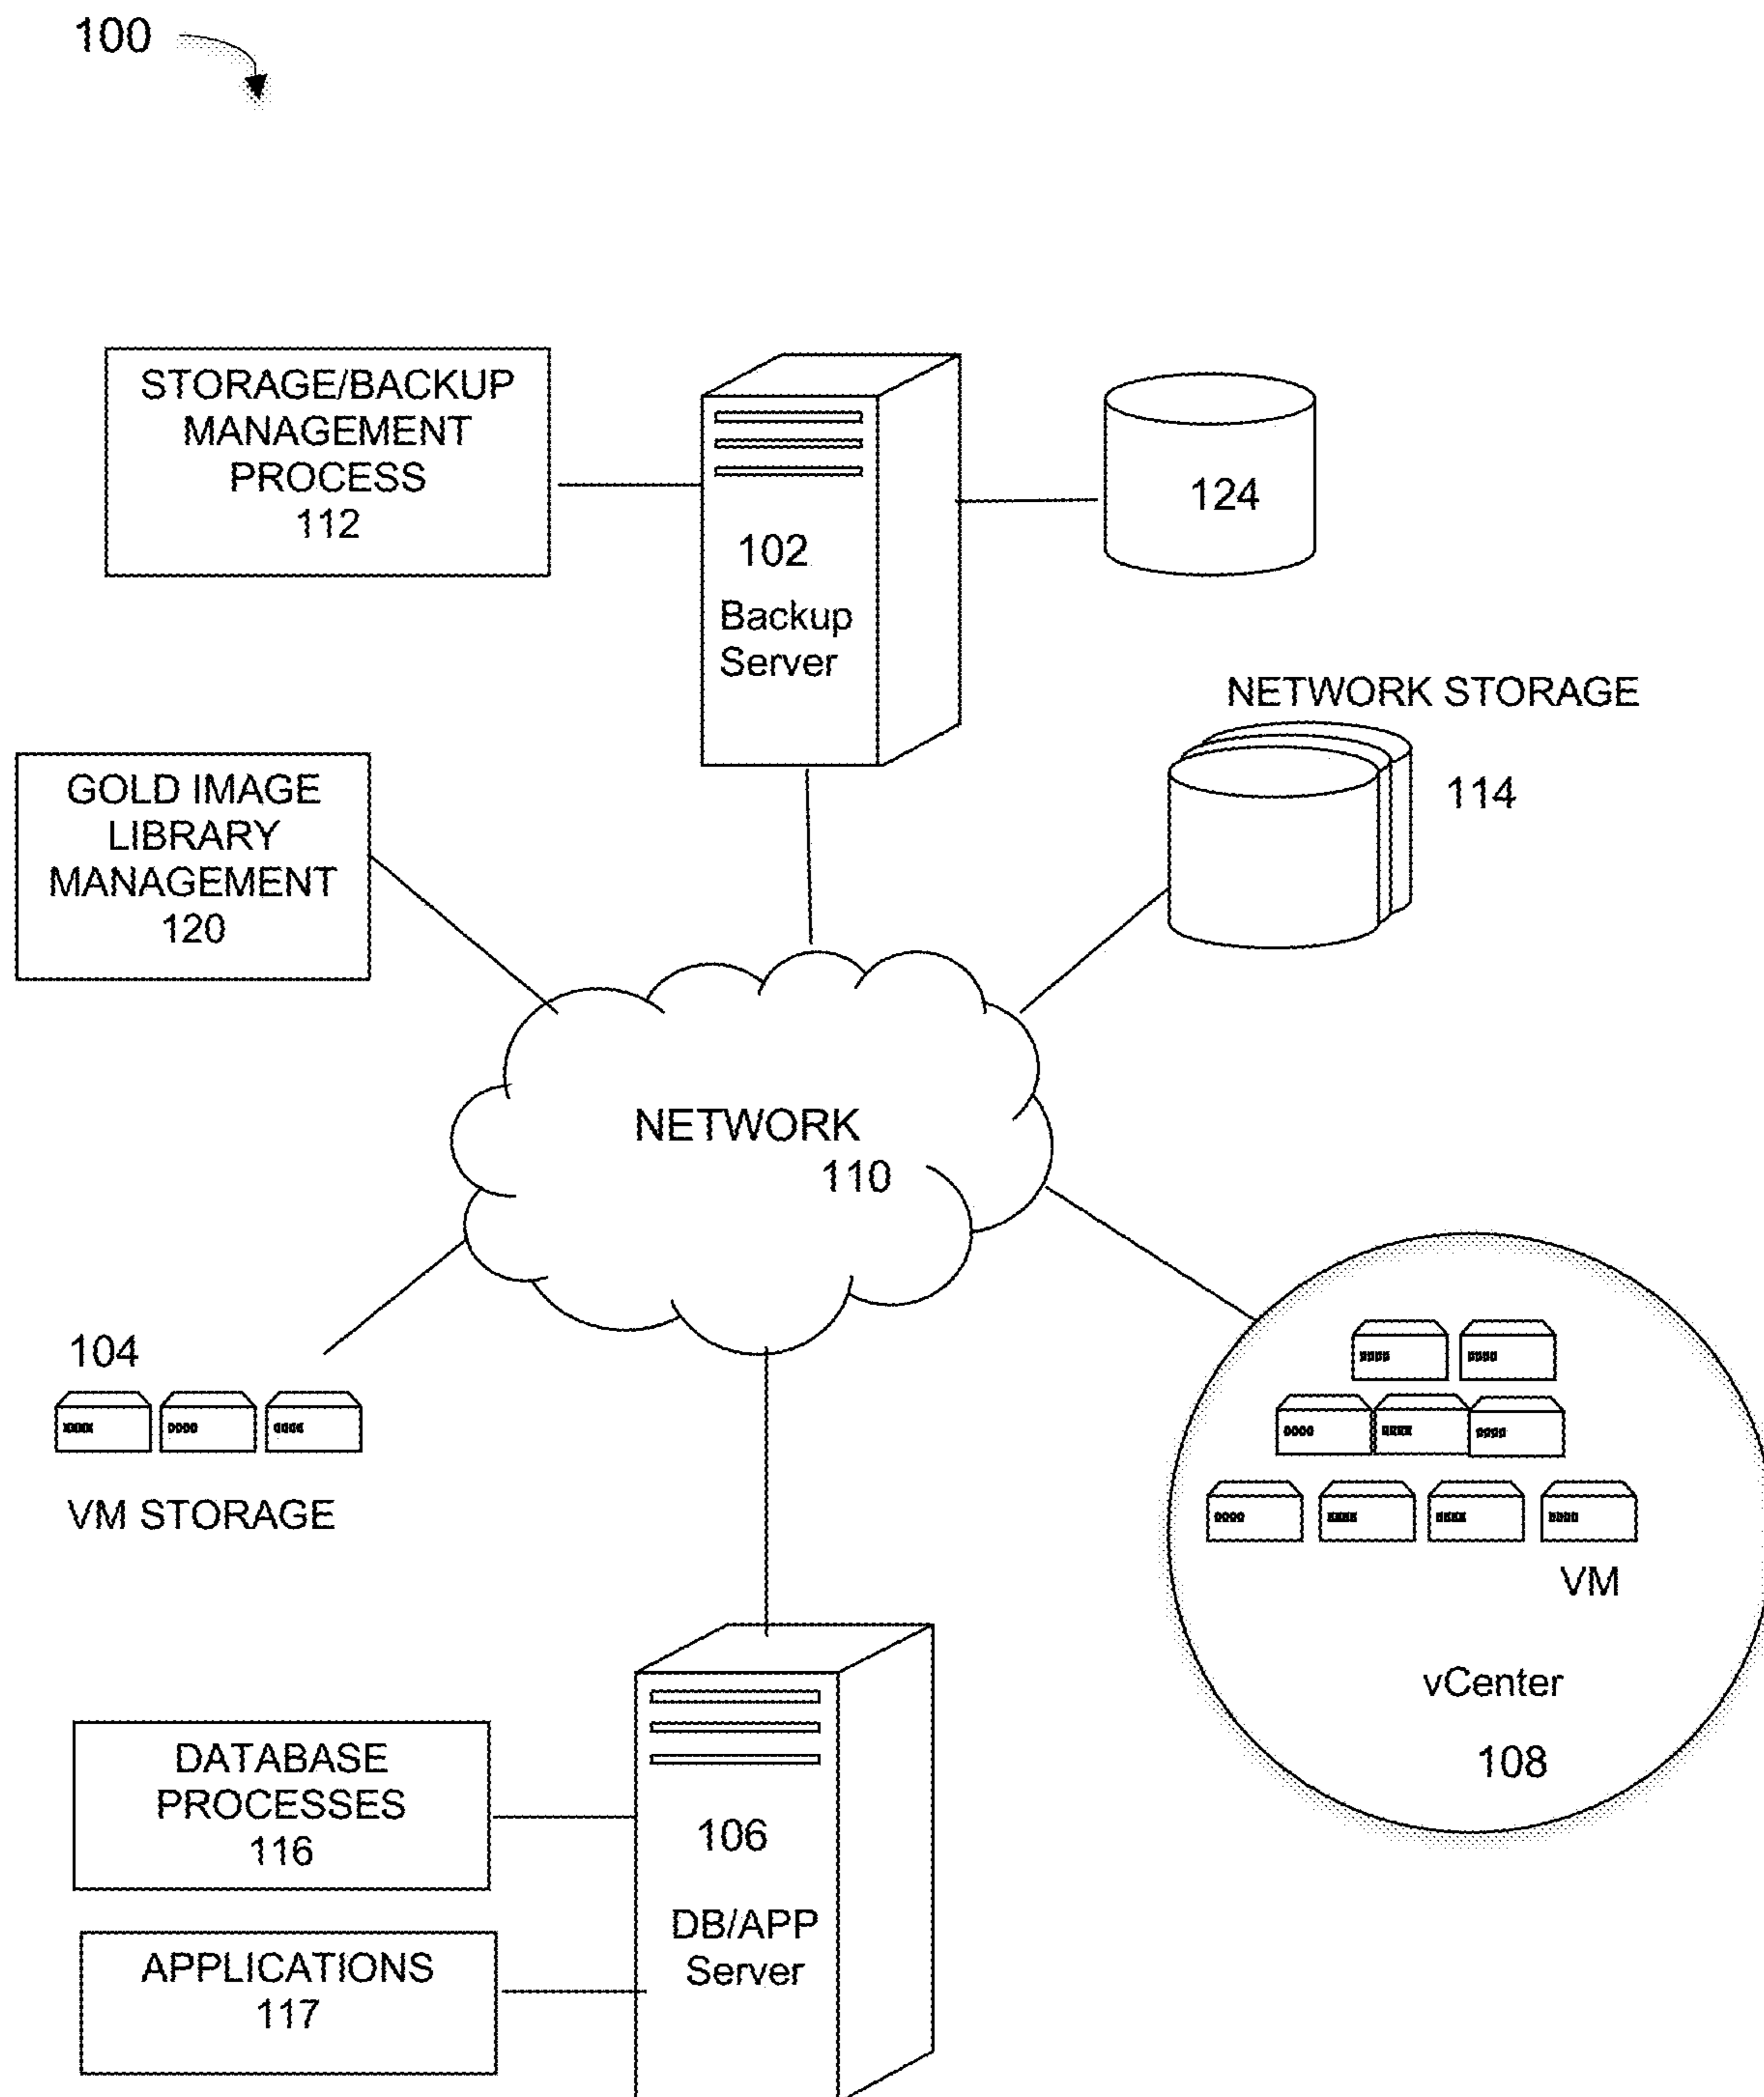 100
STORAGE/BACKUP
MANAGEMENT
PROCESS
112
102
Backup
Server
124
NETWORK STORAGE
114
GOLD IMAGE
LIBRARY
MANAGEMENT
120
NETWORK
110
104
VM STORAGE
VM
vCenter
108
DATABASE
PROCESSES
116
106
DB/APP
Server
APPLICATIONS
117